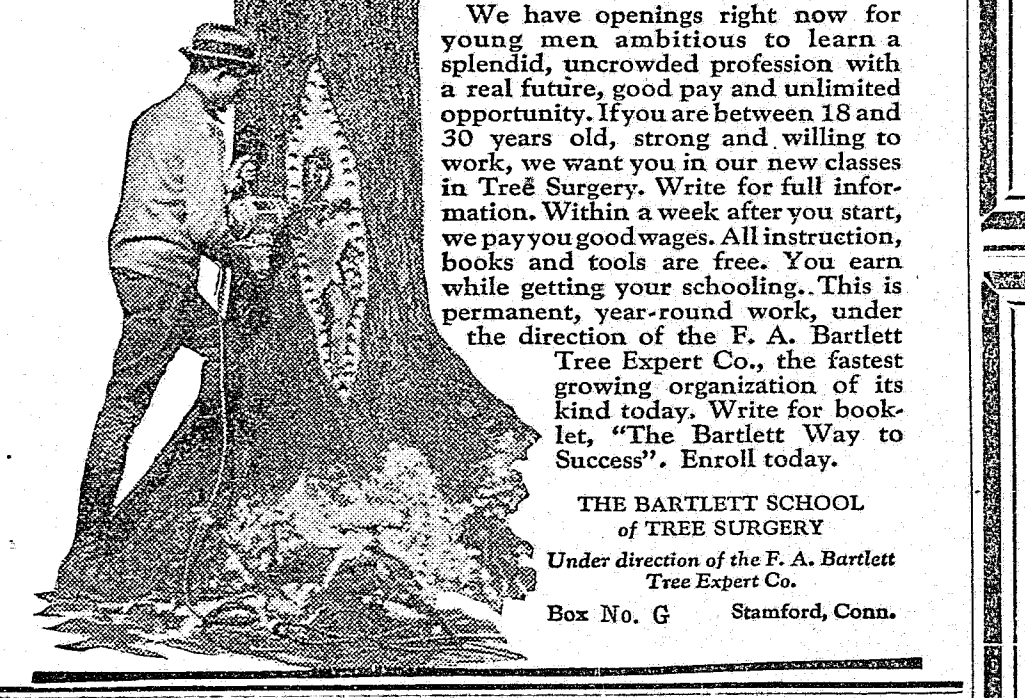 We have openings right now for
young men ambitious to learn a
splendid, uncrowded profession with
a real future, good pay and unlimited
opportunity. If you are between 18 and
30 years old, strong and willing to
work, we want you in our new classes
in Tree Surgery. Write for full infor-
mation. Within a week after you start,
we pay you good wages. All instruction,
books and tools are free. You earn
while getting your schooling. This is
permanent, year-round work, under
the direction of the F. A. Bartlett
Tree Expert Co., the fastest
growing organization of its
kind today. Write for book-
let, “The Bartlett Way to
Success”. Enroll today.
THE BARTLETT SCHOOL
of TREE SURGERY
Under direction of the F. A. Bartlett
Tree Expert Co.
Box No. G Stamford, Conn.